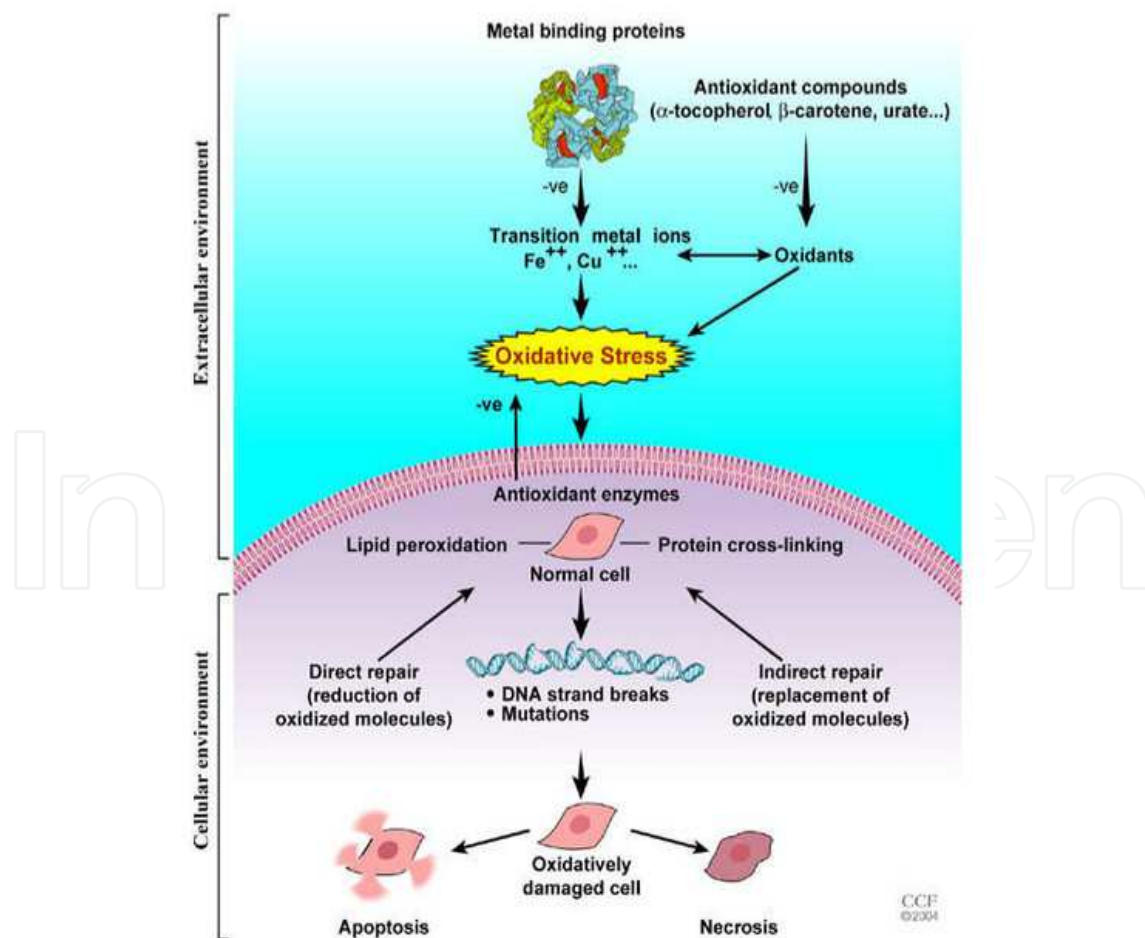 Metal binding proteins
Antioxidant compounds
(α-tocopherol, β-carotene, urate...)
-ve
-ve
Transition metal ions
Fe++, Cu ++...
Oxidants
Oxidative Stress
-ve
Antioxidant enzymes
Lipid peroxidation
Protein cross-linking
Normal cell
Direct repair
(reduction of
oxidized molecules)
• DNA strand breaks
• Mutations
Indirect repair
(replacement of
oxidized molecules)
Oxidatively
damaged cell
Apoptosis
Necrosis
Extracellular environment
Cellular environment
CCF
©2004